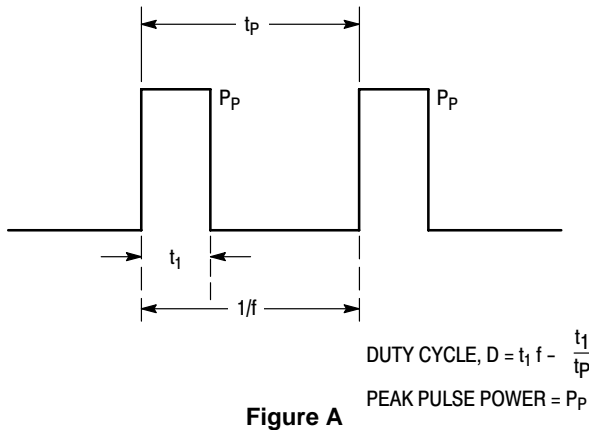 tP
PP
PP
t1
1/f
DUTY CYCLE, D = t1 f - t1/tP
PEAK PULSE POWER = PP
Figure A